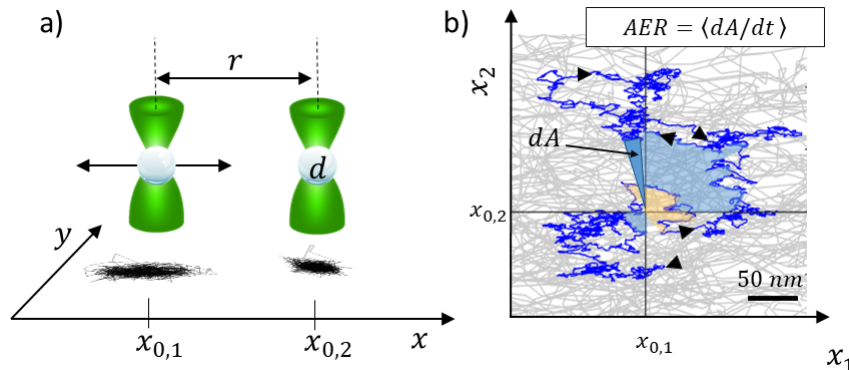 a)
r
d
y
x₀,₁
x₀,₂
x
b)
AER = ⟨dA/dt⟩
x₂
dA
x₀,₂
50 nm
x₀,₁
x₁